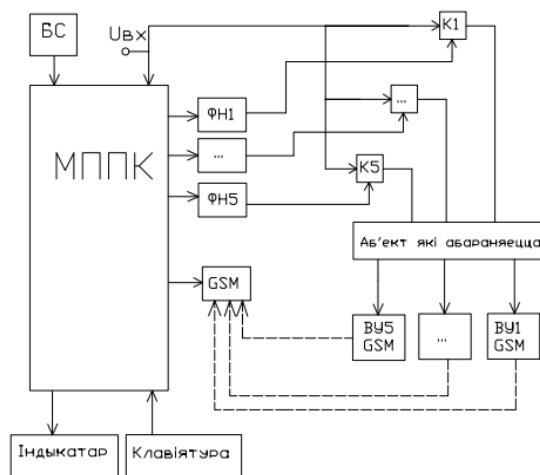 БС
Uвх
К1
ФН1
...
...
МППК
К5
ФН5
Аб'ект які абараняецца
GSM
ВУ5
GSM
...
ВУ1
GSM
Індыкатар
Клавіятура